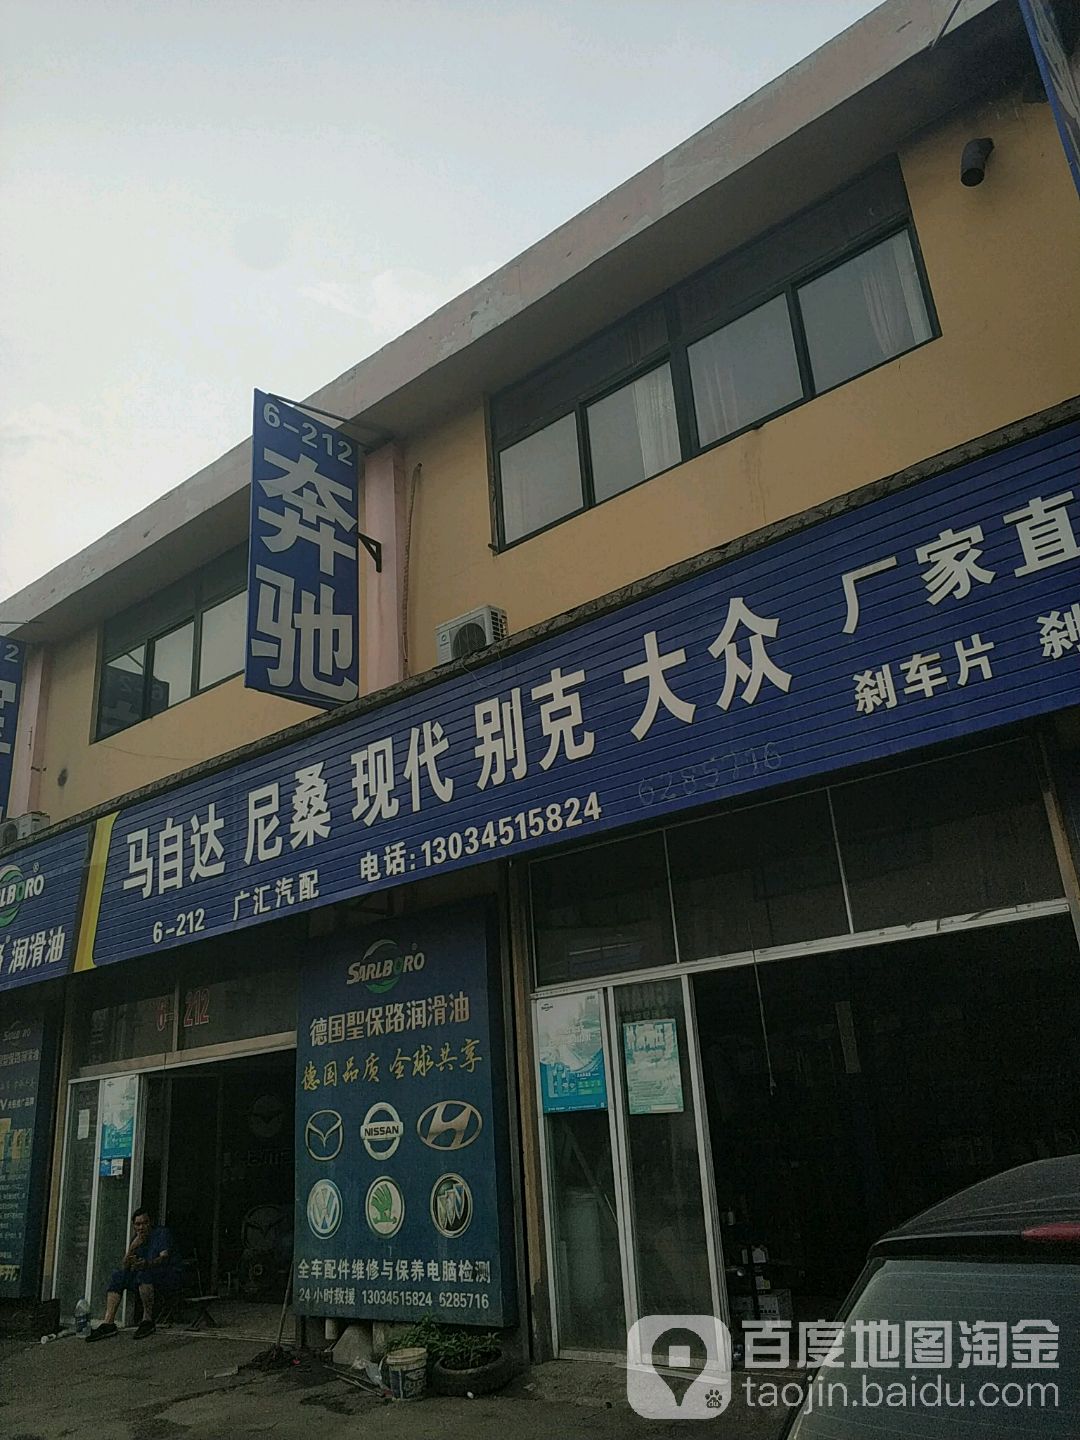 6-212
奔驰
马自达 尼桑 现代 别克 大众 厂家直
刹车片 刹
6-212 广汇汽配 电话:13034515824
6285716
润滑油
6-212
SARLBORO
德国聖保路润滑油
德国品质 全球共享
NISSAN
全车配件维修与保养电脑检测
24小时救援 13034515824 6285716
百度地图淘金
taojin.baidu.com